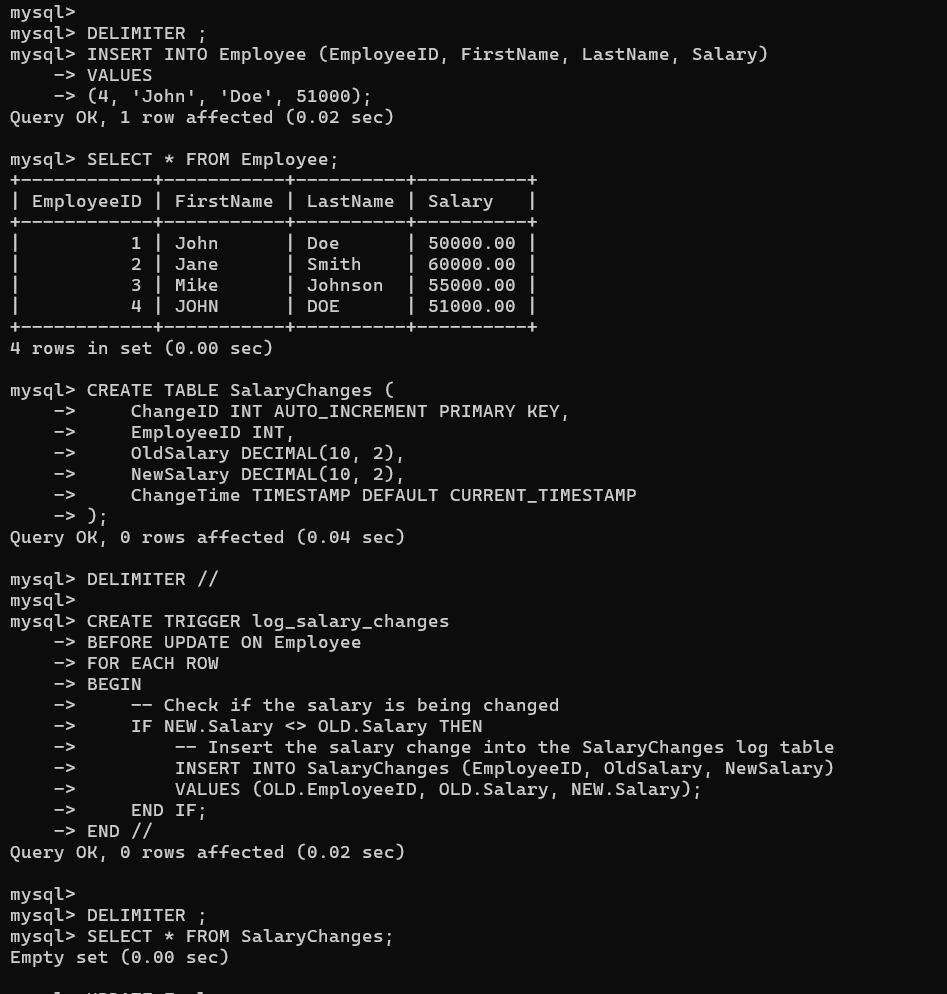 mysql>
mysql> DELIMITER ;
mysql> INSERT INTO Employee (EmployeeID, FirstName, LastName, Salary)
    -> VALUES
    -> (4, 'John', 'Doe', 51000);
Query OK, 1 row affected (0.02 sec)

mysql> SELECT * FROM Employee;
+------------+-----------+----------+----------+
| EmployeeID | FirstName | LastName | Salary   |
+------------+-----------+----------+----------+
|          1 | John      | Doe      | 50000.00 |
|          2 | Jane      | Smith    | 60000.00 |
|          3 | Mike      | Johnson  | 55000.00 |
|          4 | JOHN      | DOE      | 51000.00 |
+------------+-----------+----------+----------+
4 rows in set (0.00 sec)

mysql> CREATE TABLE SalaryChanges (
    ->     ChangeID INT AUTO_INCREMENT PRIMARY KEY,
    ->     EmployeeID INT,
    ->     OldSalary DECIMAL(10, 2),
    ->     NewSalary DECIMAL(10, 2),
    ->     ChangeTime TIMESTAMP DEFAULT CURRENT_TIMESTAMP
    -> );
Query OK, 0 rows affected (0.04 sec)

mysql> DELIMITER //
mysql>
mysql> CREATE TRIGGER log_salary_changes
    -> BEFORE UPDATE ON Employee
    -> FOR EACH ROW
    -> BEGIN
    ->     -- Check if the salary is being changed
    ->     IF NEW.Salary <> OLD.Salary THEN
    ->         -- Insert the salary change into the SalaryChanges log table
    ->         INSERT INTO SalaryChanges (EmployeeID, OldSalary, NewSalary)
    ->         VALUES (OLD.EmployeeID, OLD.Salary, NEW.Salary);
    ->     END IF;
    -> END //
Query OK, 0 rows affected (0.02 sec)

mysql>
mysql> DELIMITER ;
mysql> SELECT * FROM SalaryChanges;
Empty set (0.00 sec)